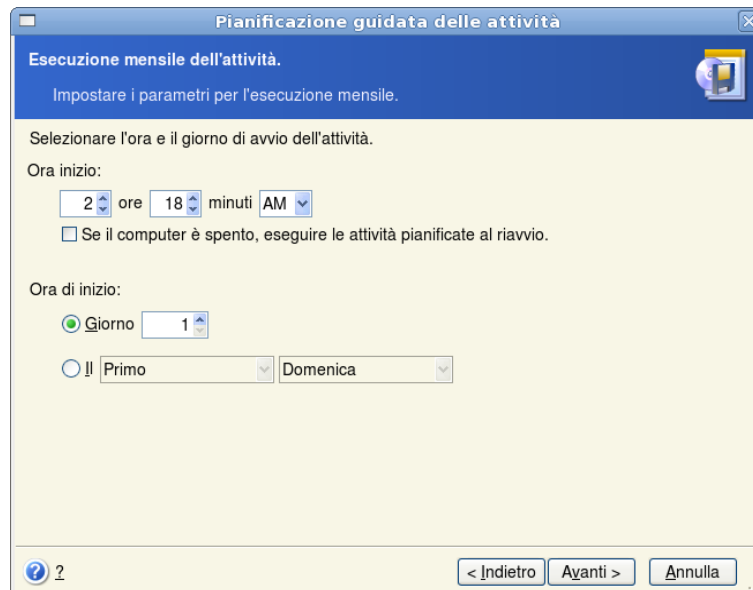 Pianificazione guidata delle attività
Esecuzione mensile dell'attività.
Impostare i parametri per l'esecuzione mensile.
Selezionare l'ora e il giorno di avvio dell'attività.
Ora inizio:
2 ore 18 minuti AM
Se il computer è spento, eseguire le attività pianificate al riavvio.
Ora di inizio:
Giorno 1
Il Primo Domenica
? ? < Indietro Avanti > Annulla